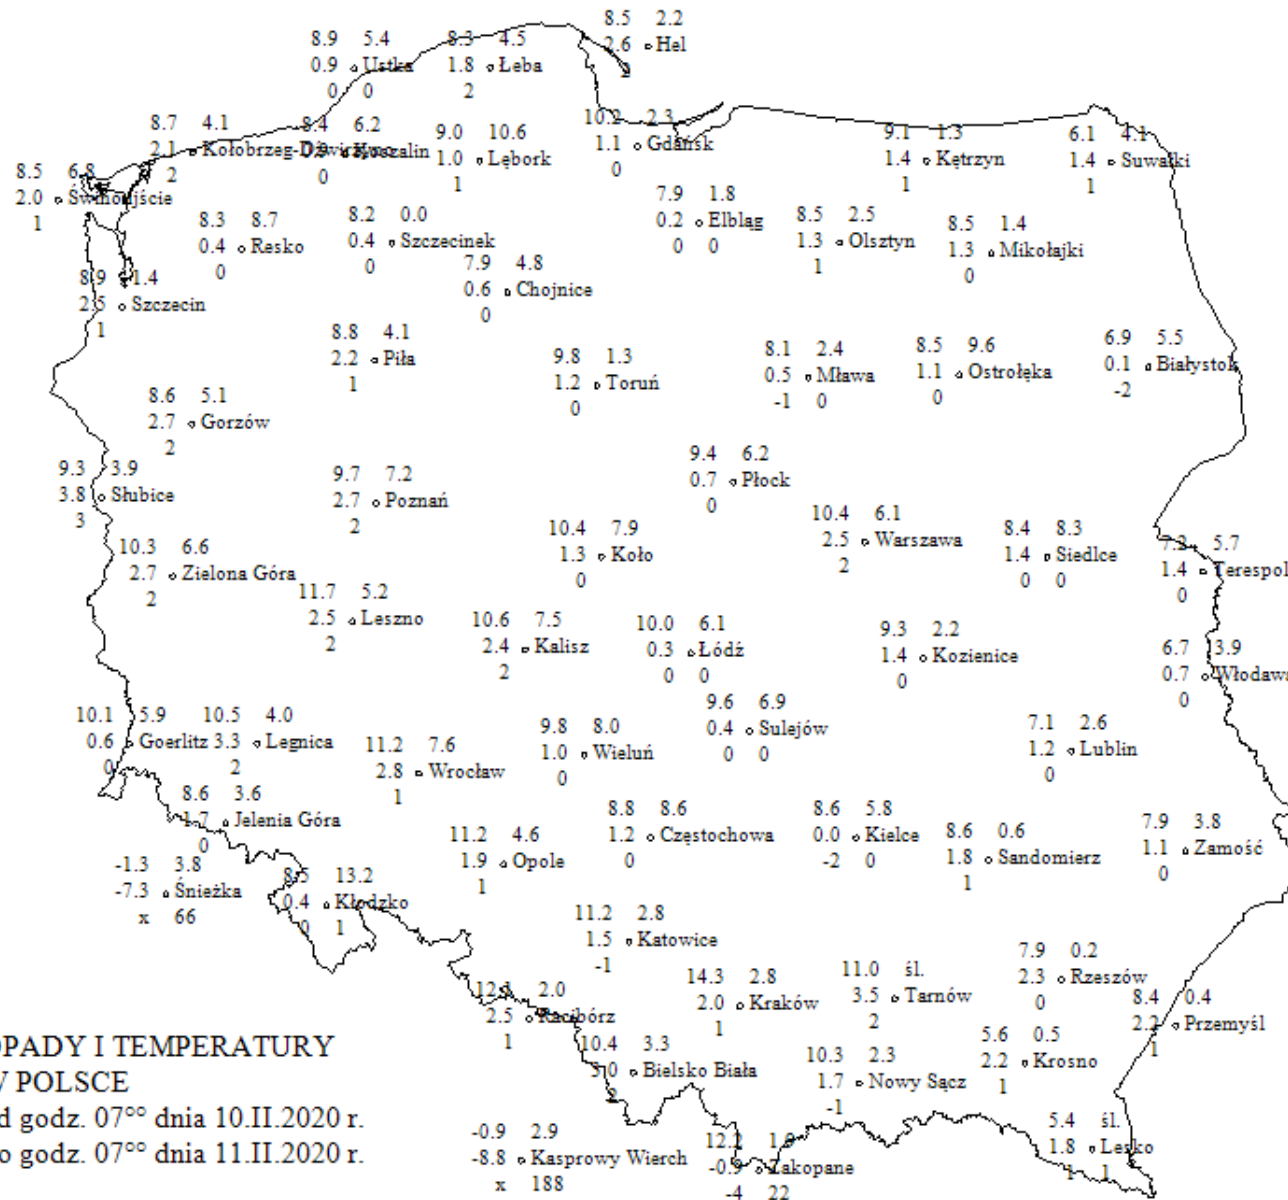 8.5 2.2
2.6 Hel
2
8.9 5.4
0.9 Ustka
0 0
8.3 4.5
1.8 Łeba
2
8.7 4.1
2.1 Kołobrzeg-Dźwirzyno
2
8.4 6.2
Koszalin
0
9.0 10.6
1.0 Lębork
1
10.2 2.3
1.1 Gdańsk
0
9.1 1.3
1.4 Kętrzyn
1
6.1 4.1
1.4 Suwałki
1
8.5 6.8
2.0 Świnoujście
1
8.3 8.7
0.4 Resko
0
8.2 0.0
0.4 Szczecinek
0
7.9 1.8
0.2 Elbląg
0 0
8.5 2.5
1.3 Olsztyn
1
8.5 1.4
1.3 Mikołajki
0
8.9 1.4
2.5 Szczecin
1
7.9 4.8
0.6 Chojnice
0
8.8 4.1
2.2 Piła
1
9.8 1.3
1.2 Toruń
0
8.1 2.4
0.5 Mława
-1 0
8.5 9.6
1.1 Ostrołęka
0
6.9 5.5
0.1 Białystok
-2
8.6 5.1
2.7 Gorzów
2
9.3 3.9
3.8 Słubice
3
9.7 7.2
2.7 Poznań
2
9.4 6.2
0.7 Płock
0
10.4 7.9
1.3 Koło
0
10.4 6.1
2.5 Warszawa
2
8.4 8.3
1.4 Siedlce
0 0
7.2 5.7
1.4 Terespol
0
10.3 6.6
2.7 Zielona Góra
2
11.7 5.2
2.5 Leszno
2
10.6 7.5
2.4 Kalisz
2
10.0 6.1
0.3 Łódź
0 0
9.3 2.2
1.4 Kozienice
0
6.7 3.9
0.7 Włodawa
0
10.1 5.9
0.6 Goerlitz
0
10.5 4.0
3.3 Legnica
2
11.2 7.6
2.8 Wrocław
1
9.8 8.0
1.0 Wieluń
0
9.6 6.9
0.4 Sulejów
0 0
7.1 2.6
1.2 Lublin
0
8.6 3.6
1.7 Jelenia Góra
0
11.2 4.6
1.9 Opole
1
8.8 8.6
1.2 Częstochowa
0
8.6 5.8
0.0 Kielce
-2 0
8.6 0.6
1.8 Sandomierz
1
7.9 3.8
1.1 Zamość
0
-1.3 3.8
-7.3 Śnieżka
x 66
8.5 13.2
0.4 Kłodzko
0 1
11.2 2.8
1.5 Katowice
-1
14.3 2.8
2.0 Kraków
1
11.0 śl.
3.5 Tarnów
2
7.9 0.2
2.3 Rzeszów
0
8.4 0.4
2.2 Przemyśl
1
2.0
2.5 Racibórz
1
10.4 3.3
3.0 Bielsko Biała
2
10.3 2.3
1.7 Nowy Sącz
-1
5.6 0.5
2.2 Krosno
1
5.4 śl.
1.8 Lesko
1 1
-0.9 2.9
-8.8 Kasprowy Wierch
x 188
12.2 1.0
-0.9 Zakopane
-4 22
OPADY I TEMPERATURY
W POLSCE
d godz. 07ºº dnia 10.II.2020 r.
o godz. 07ºº dnia 11.II.2020 r.